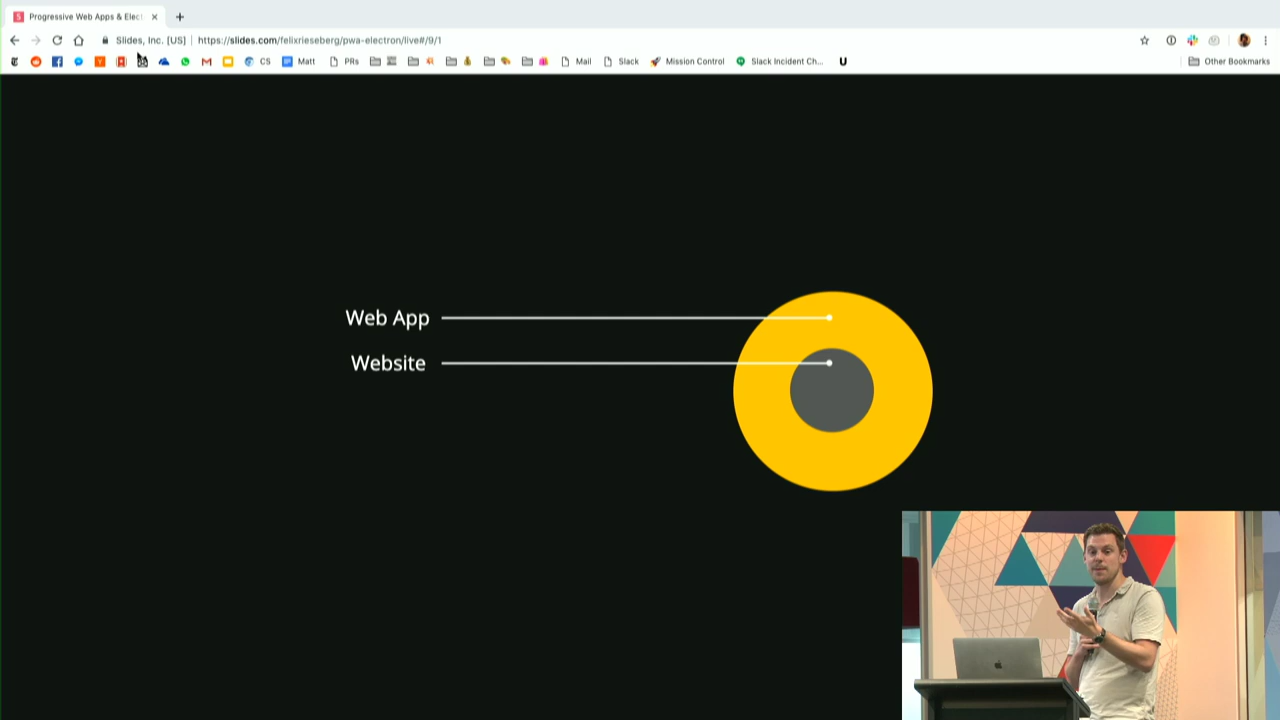 Progressive Web Apps & Elect
Slides, Inc. [US] | https://slides.com/felixrieseberg/pwa-electron/live#/9/1
CS Matt PRs Mail Slack Mission Control Slack Incident Ch... U Other Bookmarks
Web App
Website